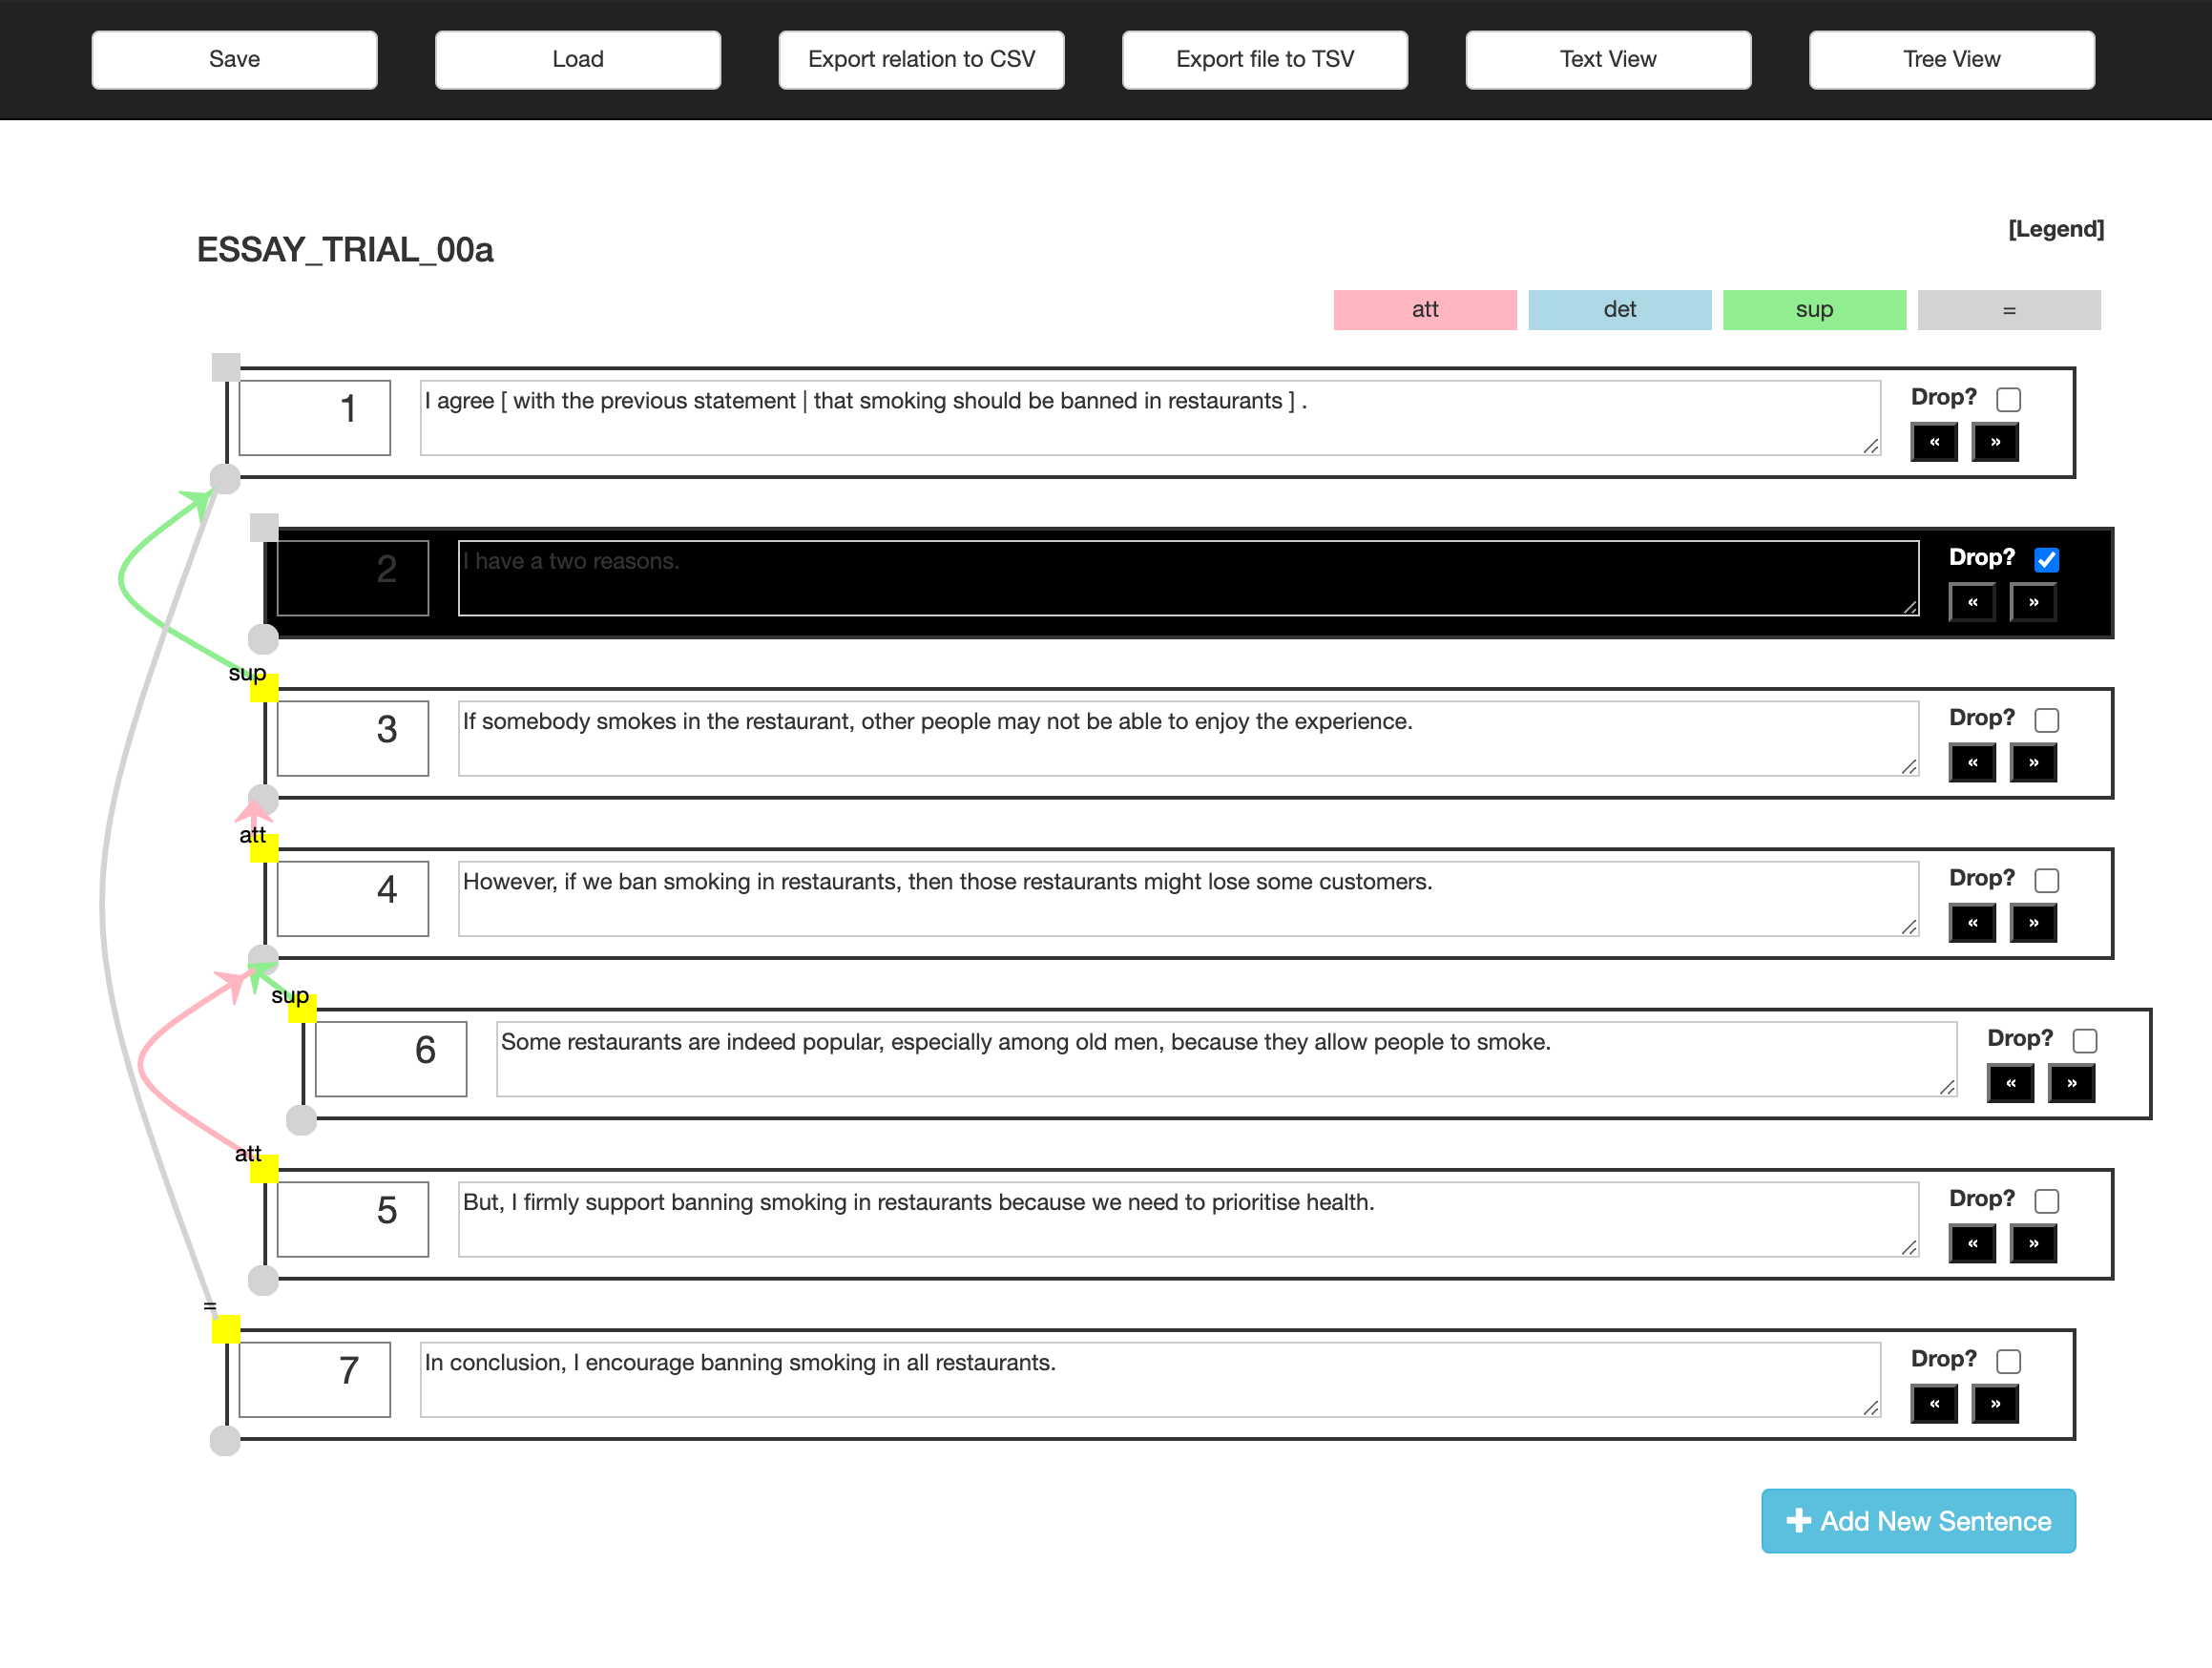 Save Load Export relation to CSV Export file to TSV Text View Tree View
[Legend]
ESSAY_TRIAL_00a
att det sup =
1 I agree [ with the previous statement | that smoking should be banned in restaurants ] . Drop?
« »
2 I have a two reasons. Drop?
« »
sup
3 If somebody smokes in the restaurant, other people may not be able to enjoy the experience. Drop?
« »
att
4 However, if we ban smoking in restaurants, then those restaurants might lose some customers. Drop?
« »
sup
6 Some restaurants are indeed popular, especially among old men, because they allow people to smoke. Drop?
« »
att
5 But, I firmly support banning smoking in restaurants because we need to prioritise health. Drop?
« »
=
7 In conclusion, I encourage banning smoking in all restaurants. Drop?
« »
+ Add New Sentence